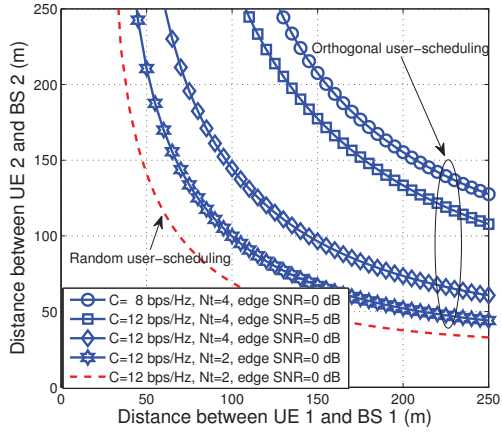 250
200
150
100
50
0
Distance between UE 2 and BS 2 (m)
Orthogonal user-scheduling
Random user-scheduling
C= 8 bps/Hz, Nt=4, edge SNR=0 dB
C=12 bps/Hz, Nt=4, edge SNR=5 dB
C=12 bps/Hz, Nt=4, edge SNR=0 dB
C=12 bps/Hz, Nt=2, edge SNR=0 dB
C=12 bps/Hz, Nt=2, edge SNR=0 dB
0
50
100
150
200
250
Distance between UE 1 and BS 1 (m)